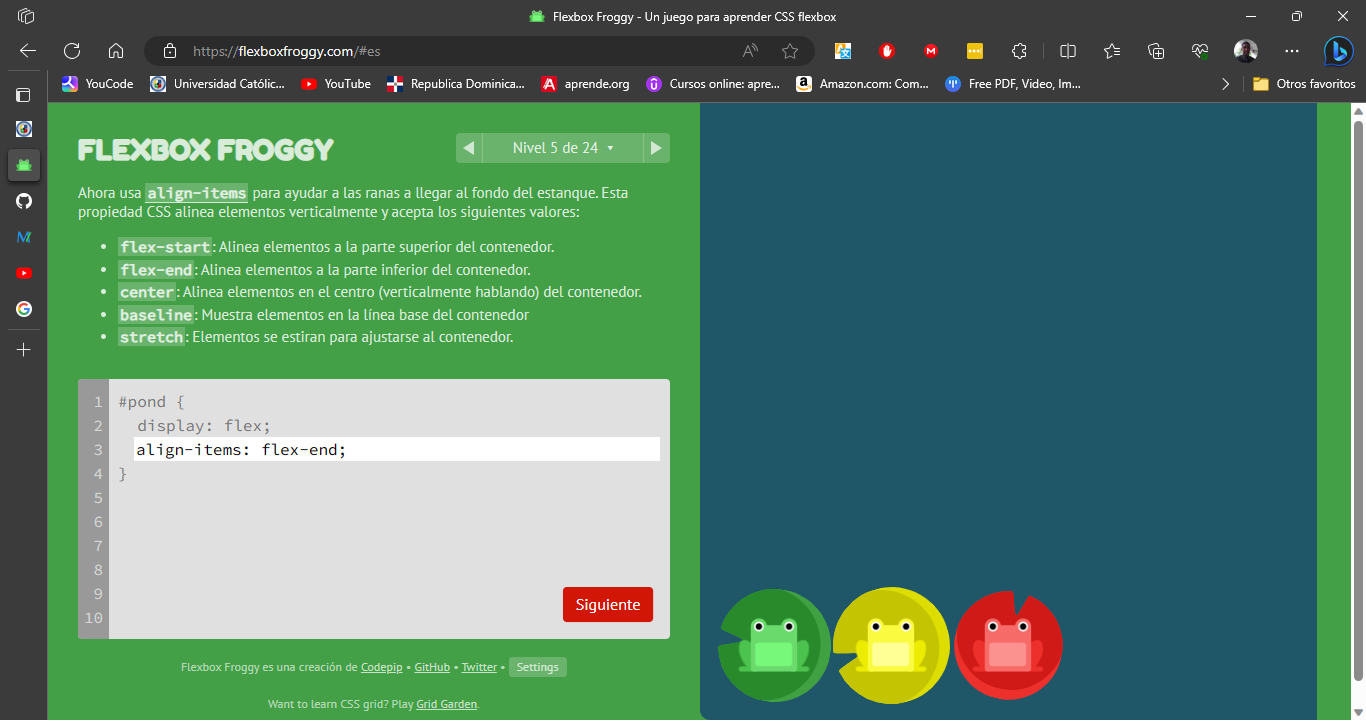 Flexbox Froggy - Un juego para aprender CSS flexbox
https://flexboxfroggy.com/#es
YouCode
Universidad Católic...
YouTube
Republica Dominica...
aprende.org
Cursos online: apre...
Amazon.com: Com...
Free PDF, Video, Im...
Otros favoritos
FLEXBOX FROGGY
Nivel 5 de 24
Ahora usa align-items para ayudar a las ranas a llegar al fondo del estanque. Esta
propiedad CSS alinea elementos verticalmente y acepta los siguientes valores:
• flex-start: Alinea elementos a la parte superior del contenedor.
• flex-end: Alinea elementos a la parte inferior del contenedor.
• center: Alinea elementos en el centro (verticalmente hablando) del contenedor.
• baseline: Muestra elementos en la línea base del contenedor
• stretch: Elementos se estiran para ajustarse al contenedor.
1 #pond {
2 display: flex;
3 align-items: flex-end;
4 }
5
6
7
8
9
10
Siguiente
Flexbox Froggy es una creación de Codepip • GitHub • Twitter • Settings
Want to learn CSS grid? Play Grid Garden.